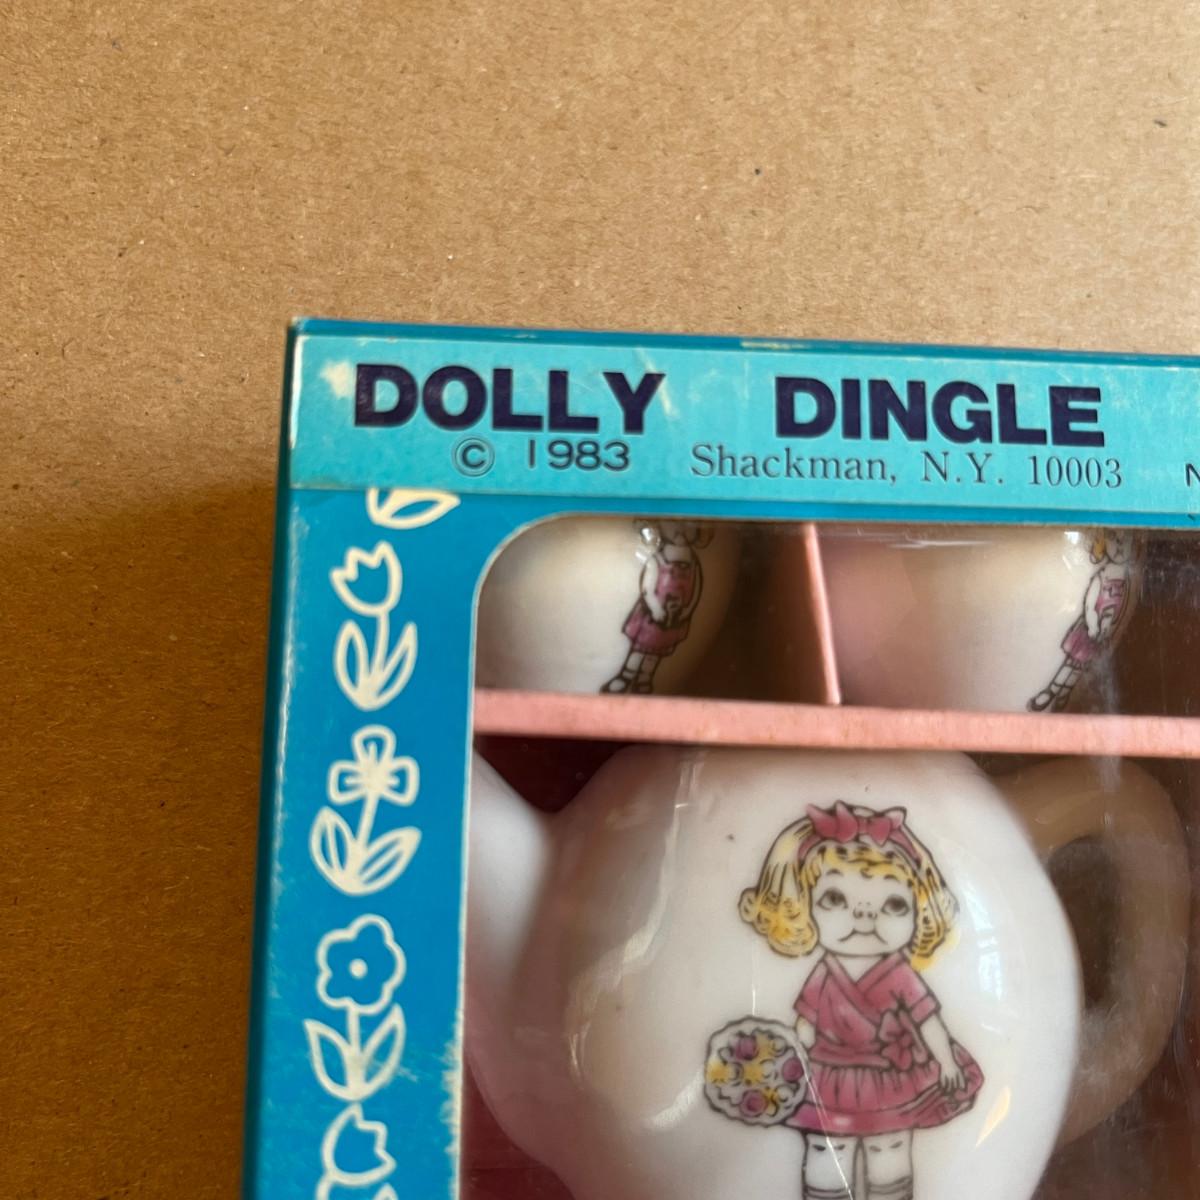 DOLLY DINGLE
© 1983 Shackman, N.Y. 10003